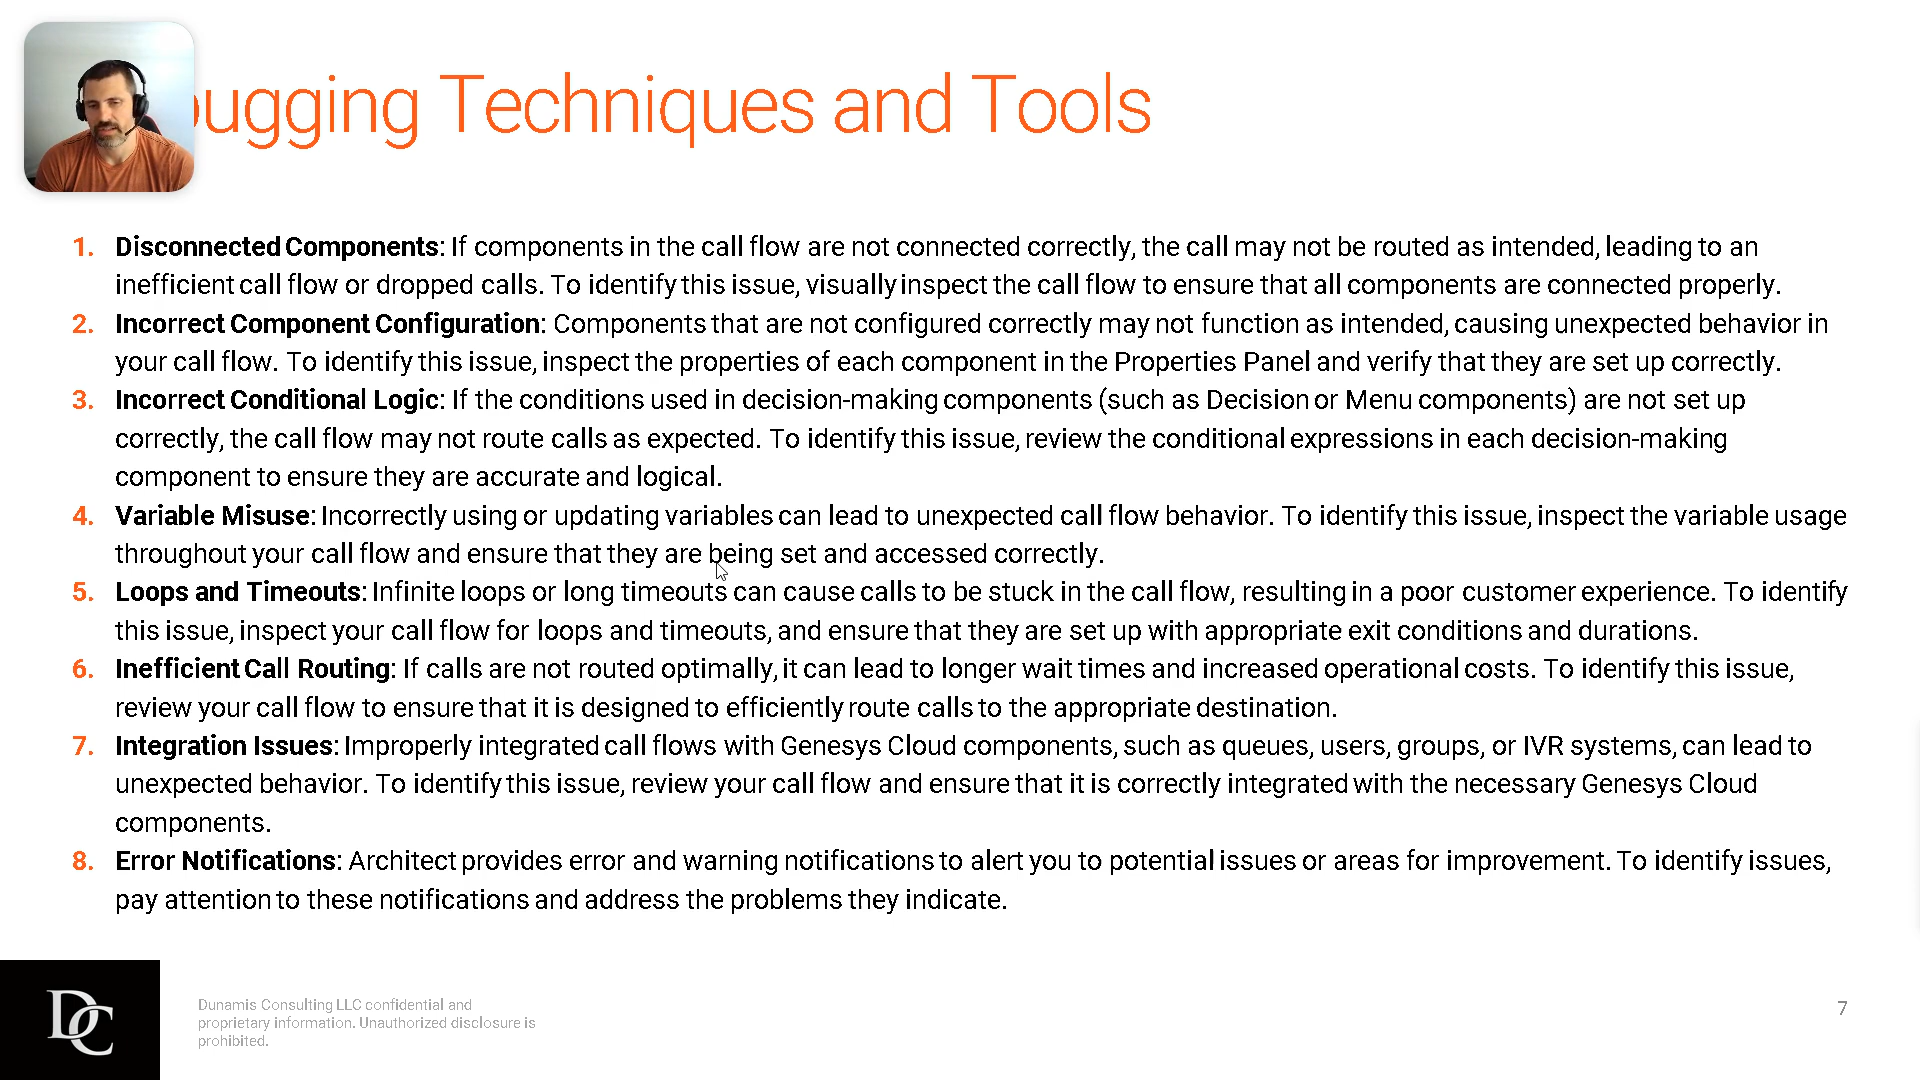 ugging Techniques and Tools
1. Disconnected Components: If components in the call flow are not connected correctly, the call may not be routed as intended, leading to an
inefficient call flow or dropped calls. To identify this issue, visually inspect the call flow to ensure that all components are connected properly.
2. Incorrect Component Configuration: Components that are not configured correctly may not function as intended, causing unexpected behavior in
your call flow. To identify this issue, inspect the properties of each component in the Properties Panel and verify that they are set up correctly.
3. Incorrect Conditional Logic: If the conditions used in decision-making components (such as Decision or Menu components) are not set up
correctly, the call flow may not route calls as expected. To identify this issue, review the conditional expressions in each decision-making
component to ensure they are accurate and logical.
4. Variable Misuse: Incorrectly using or updating variables can lead to unexpected call flow behavior. To identify this issue, inspect the variable usage
throughout your call flow and ensure that they are being set and accessed correctly.
5. Loops and Timeouts: Infinite loops or long timeouts can cause calls to be stuck in the call flow, resulting in a poor customer experience. To identify
this issue, inspect your call flow for loops and timeouts, and ensure that they are set up with appropriate exit conditions and durations.
6. Inefficient Call Routing: If calls are not routed optimally, it can lead to longer wait times and increased operational costs. To identify this issue,
review your call flow to ensure that it is designed to efficiently route calls to the appropriate destination.
7. Integration Issues: Improperly integrated call flows with Genesys Cloud components, such as queues, users, groups, or IVR systems, can lead to
unexpected behavior. To identify this issue, review your call flow and ensure that it is correctly integrated with the necessary Genesys Cloud
components.
8. Error Notifications: Architect provides error and warning notifications to alert you to potential issues or areas for improvement. To identify issues,
pay attention to these notifications and address the problems they indicate.
DC
Dunamis Consulting LLC confidential and
proprietary information. Unauthorized disclosure is
prohibited.
7